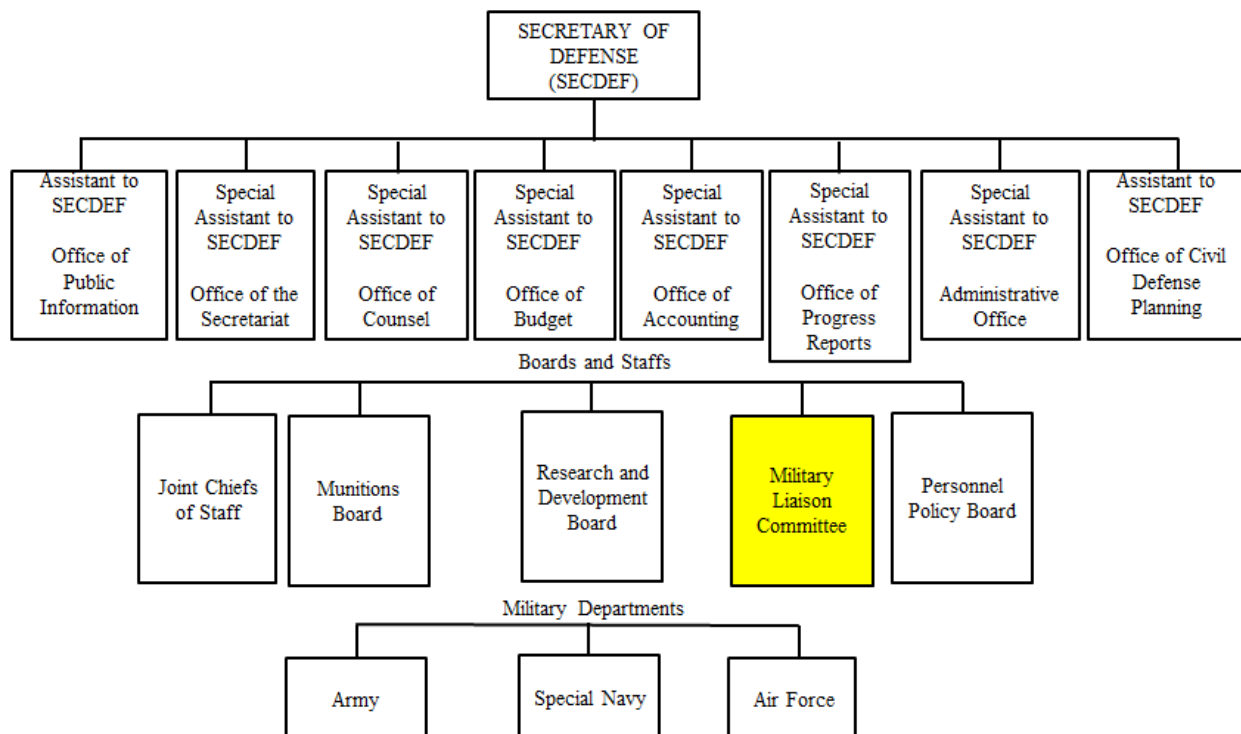 SECRETARY OF
DEFENSE
(SECDEF)
Assistant to
SECDEF
Office of
Public
Information
Special
Assistant to
SECDEF
Office of the
Secretariat
Special
Assistant to
SECDEF
Office of
Counsel
Special
Assistant to
SECDEF
Office of
Budget
Special
Assistant to
SECDEF
Office of
Accounting
Special
Assistant to
SECDEF
Office of
Progress
Reports
Special
Assistant to
SECDEF
Administrative
Office
Assistant to
SECDEF
Office of Civil
Defense
Planning
Boards and Staffs
Joint Chiefs
of Staff
Munitions
Board
Research and
Development
Board
Military
Liaison
Committee
Personnel
Policy Board
Military Departments
Army
Special Navy
Air Force